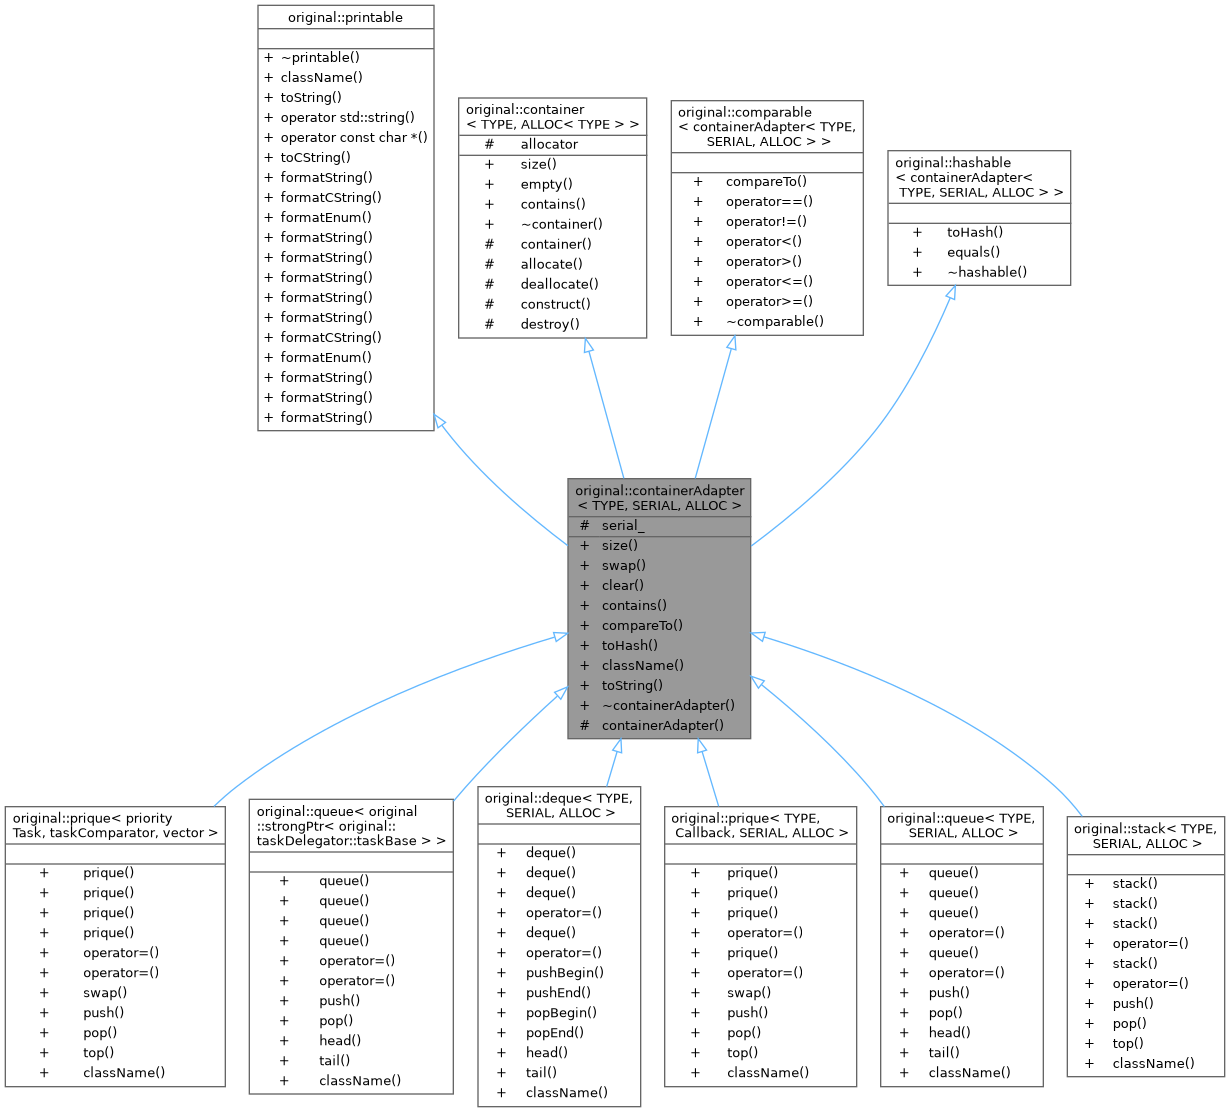 original::printable
+ ~printable()
+ className()
+ toString()
+ operator std::string()
+ operator const char *()
+ toCString()
+ formatString()
+ formatCString()
+ formatEnum()
+ formatString()
+ formatString()
+ formatString()
+ formatString()
+ formatString()
+ formatCString()
+ formatEnum()
+ formatString()
+ formatString()
+ formatString()
original::container
< TYPE, ALLOC< TYPE > >
# allocator
+ size()
+ empty()
+ contains()
+ ~container()
# container()
# allocate()
# deallocate()
# construct()
# destroy()
original::comparable
< containerAdapter< TYPE,
SERIAL, ALLOC > >
+ compareTo()
+ operator==()
+ operator!=()
+ operator<()
+ operator>()
+ operator<=()
+ operator>=()
+ ~comparable()
original::hashable
< containerAdapter<
TYPE, SERIAL, ALLOC > >
+ toHash()
+ equals()
+ ~hashable()
original::containerAdapter
< TYPE, SERIAL, ALLOC >
# serial_
+ size()
+ swap()
+ clear()
+ contains()
+ compareTo()
+ toHash()
+ className()
+ toString()
+ ~containerAdapter()
# containerAdapter()
original::prique< priority
Task, taskComparator, vector >
+ prique()
+ prique()
+ prique()
+ prique()
+ operator=()
+ operator=()
+ swap()
+ push()
+ pop()
+ top()
+ className()
original::queue< original
::strongPtr< original::
taskDelegator::taskBase > >
+ queue()
+ queue()
+ queue()
+ queue()
+ operator=()
+ operator=()
+ push()
+ pop()
+ head()
+ tail()
+ className()
original::deque< TYPE,
SERIAL, ALLOC >
+ deque()
+ deque()
+ deque()
+ operator=()
+ deque()
+ operator=()
+ pushBegin()
+ pushEnd()
+ popBegin()
+ popEnd()
+ head()
+ tail()
+ className()
original::prique< TYPE,
Callback, SERIAL, ALLOC >
+ prique()
+ prique()
+ prique()
+ operator=()
+ prique()
+ operator=()
+ swap()
+ push()
+ pop()
+ top()
+ className()
original::queue< TYPE,
SERIAL, ALLOC >
+ queue()
+ queue()
+ queue()
+ operator=()
+ queue()
+ operator=()
+ push()
+ pop()
+ head()
+ tail()
+ className()
original::stack< TYPE,
SERIAL, ALLOC >
+ stack()
+ stack()
+ stack()
+ operator=()
+ stack()
+ operator=()
+ push()
+ pop()
+ top()
+ className()